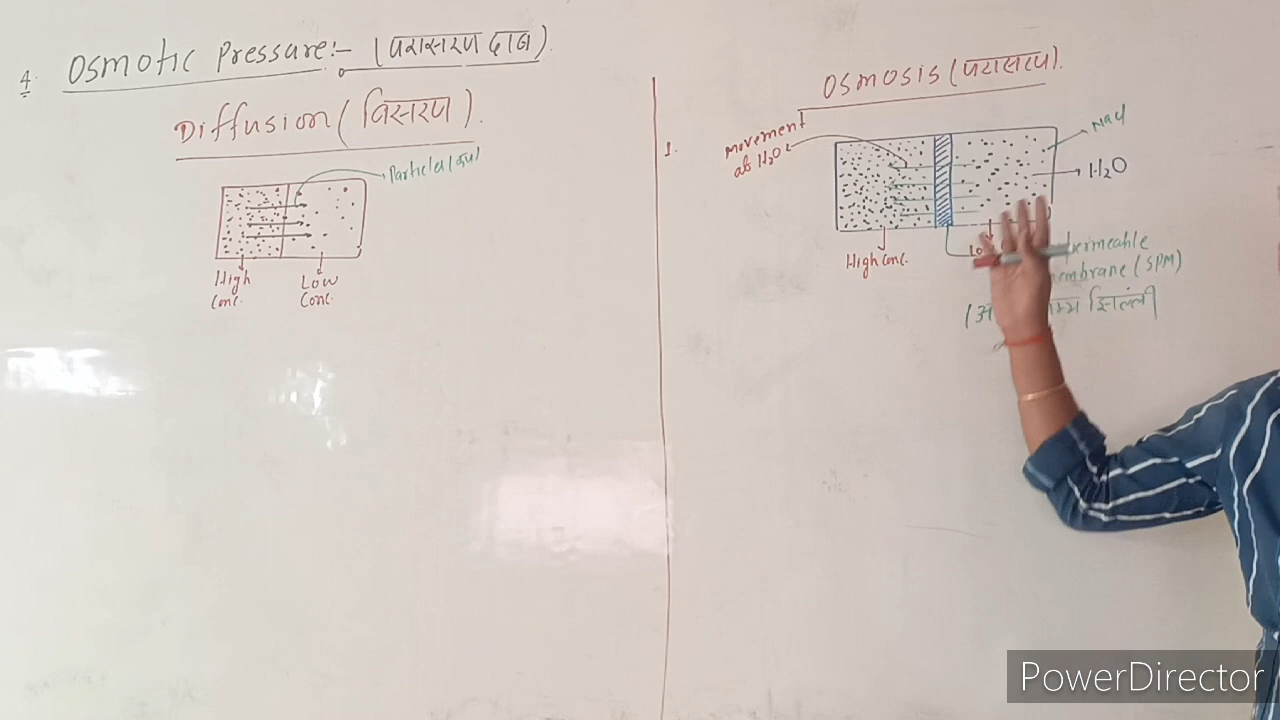 4. Osmotic Pressure:- (परासरण दाब).
Diffusion (विसरण).
Particles (कण)
High
Conc.
Low
Conc.
Osmosis (परासरण).
1.
Movement
of H₂O
NaCl
H₂O
High Conc.
permeable
membrane (SPM)
झिल्ली)
PowerDirector